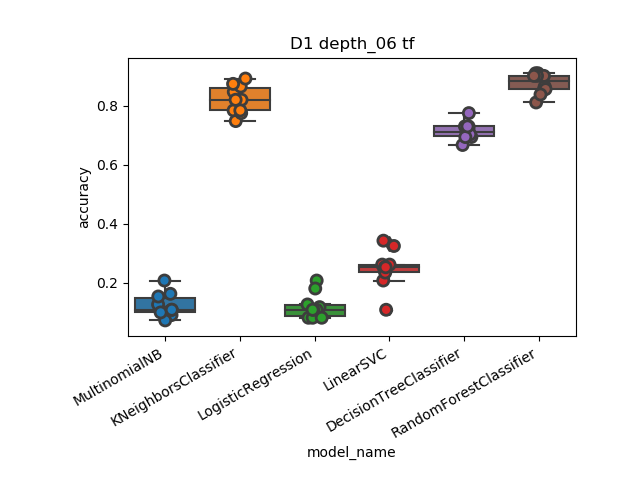 D1 depth_06 tf
accuracy
0.8
0.6
0.4
0.2
MultinomialNB
KNeighborsClassifier
LogisticRegression
LinearSVC
DecisionTreeClassifier
RandomForestClassifier
model_name